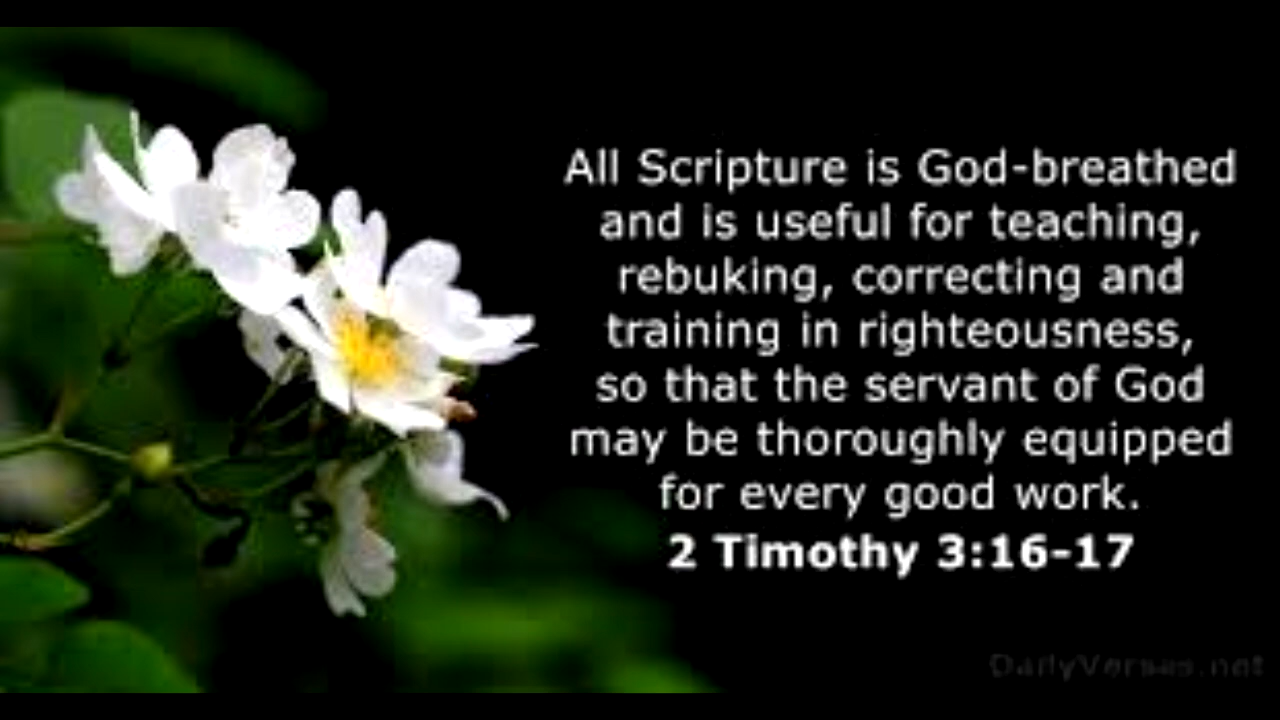 All Scripture is God-breathed
and is useful for teaching,
rebuking, correcting and
training in righteousness,
so that the servant of God
may be thoroughly equipped
for every good work.
2 Timothy 3:16-17
DailyVerses.net